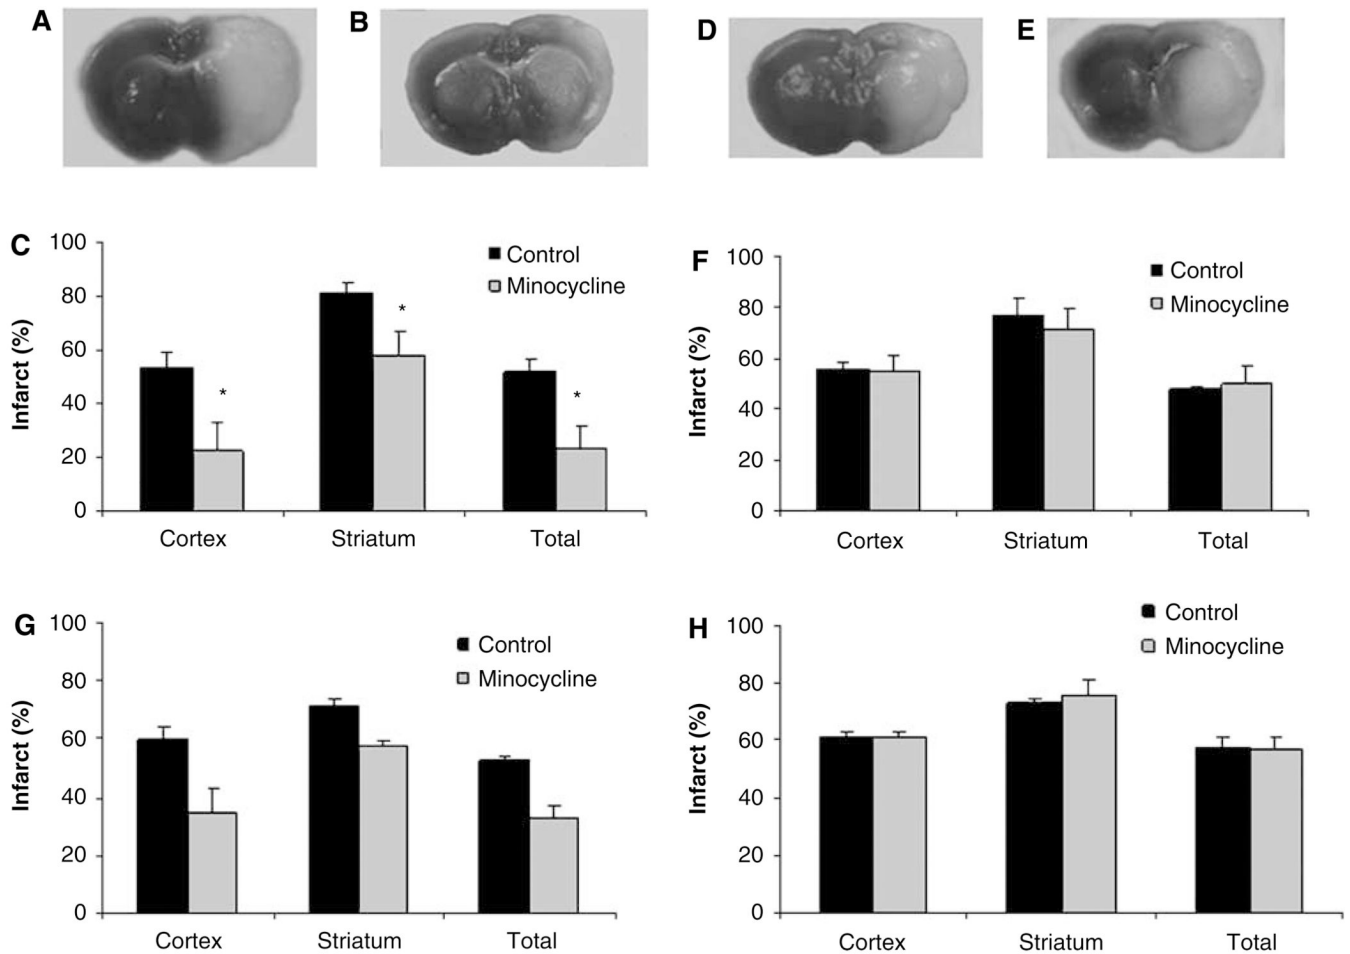 A
B
D
E
C
Infarct (%)
100
80
60
40
20
0
Control
Minocycline
*
*
*
Cortex
Striatum
Total
F
Infarct (%)
100
80
60
40
20
0
Control
Minocycline
Cortex
Striatum
Total
G
Infarct (%)
100
80
60
40
20
0
Control
Minocycline
Cortex
Striatum
Total
H
Infarct (%)
100
80
60
40
20
0
Control
Minocycline
Cortex
Striatum
Total